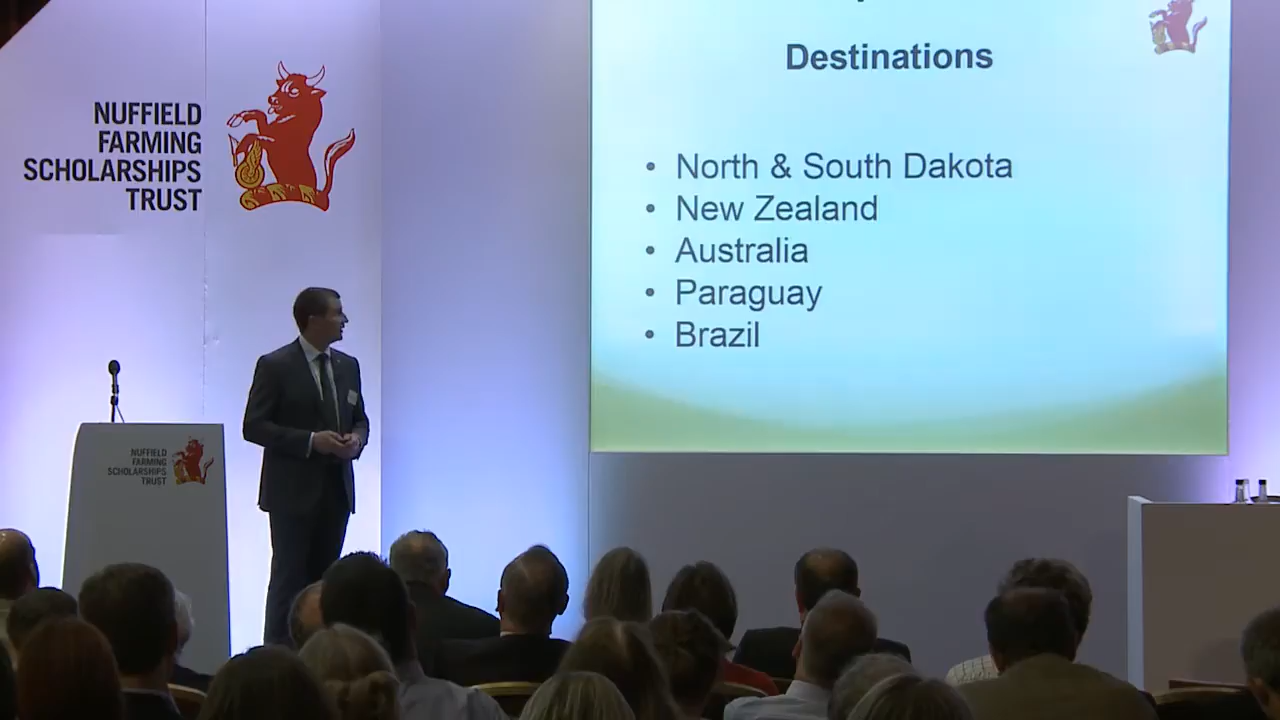 NUFFIELD
FARMING
SCHOLARSHIPS
TRUST
Destinations
• North & South Dakota
• New Zealand
• Australia
• Paraguay
• Brazil
NUFFIELD
FARMING
SCHOLARSHIPS
TRUST